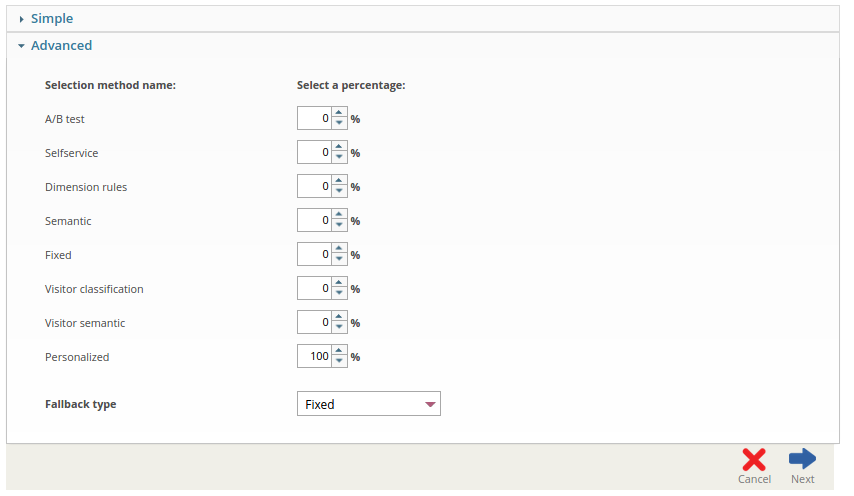 Simple
Advanced
Selection method name: Select a percentage:
A/B test 0 %
Selfservice 0 %
Dimension rules 0 %
Semantic 0 %
Fixed 0 %
Visitor classification 0 %
Visitor semantic 0 %
Personalized 100 %
Fallback type Fixed
Cancel Next